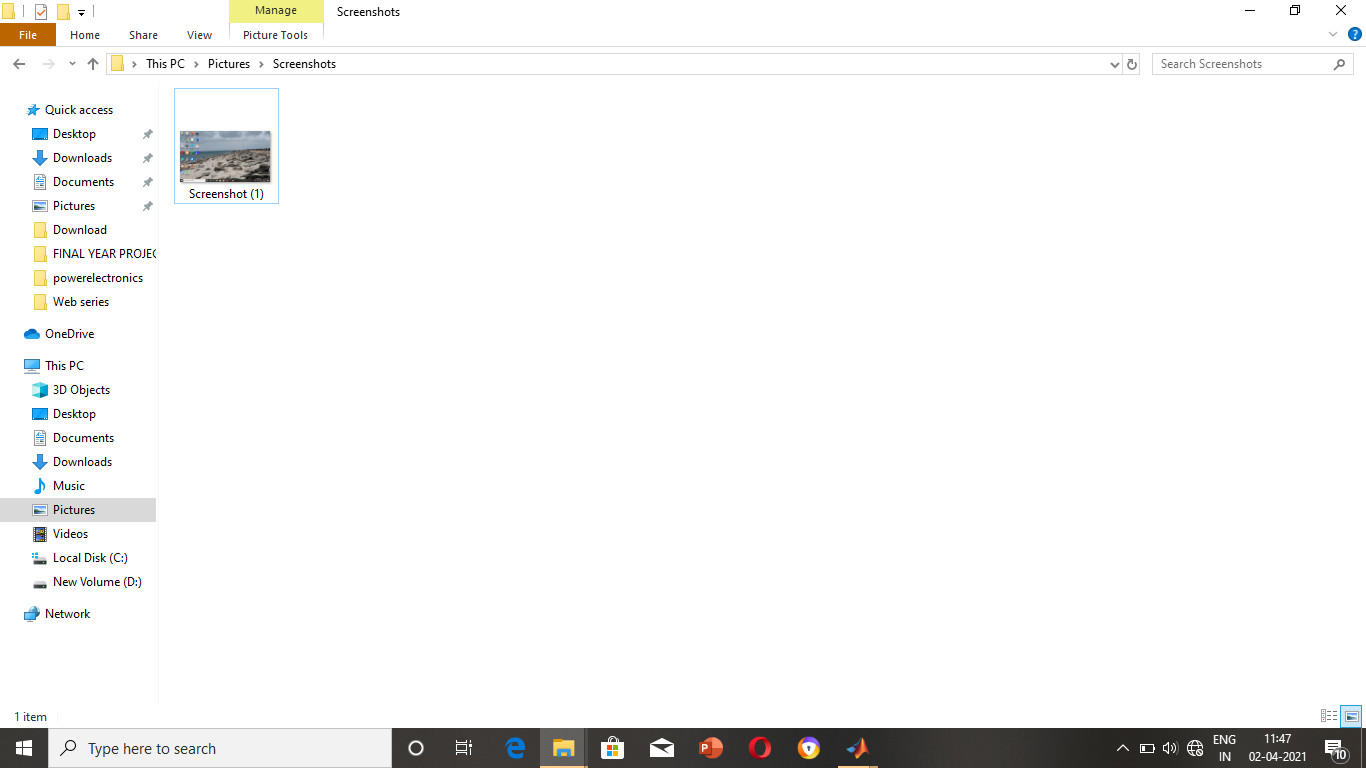 Manage
Screenshots
File
Home
Share
View
Picture Tools
This PC
Pictures
Screenshots
Search Screenshots
Quick access
Desktop
Downloads
Documents
Pictures
Download
FINAL YEAR PROJEC
powerelectronics
Web series
OneDrive
This PC
3D Objects
Desktop
Documents
Downloads
Music
Pictures
Videos
Local Disk (C:)
New Volume (D:)
Network
Screenshot (1)
1 item
Type here to search
ENG
IN
11:47
02-04-2021
10